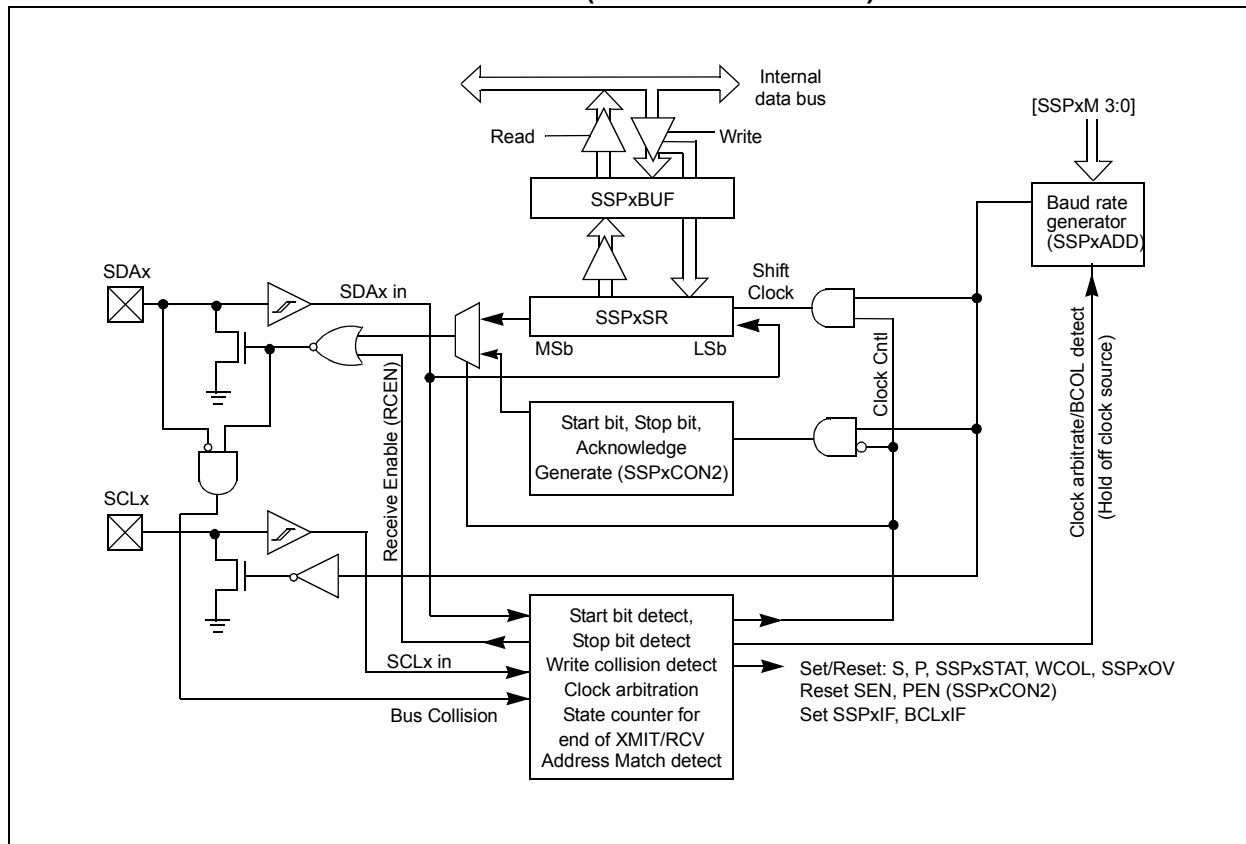 Internal
data bus
[SSPxM 3:0]
Read
Write
SSPxBUF
Baud rate
generator
(SSPxADD)
SDAx
SDAx in
Shift
Clock
SSPxSR
MSb
LSb
Start bit, Stop bit,
Acknowledge
Generate (SSPxCON2)
Clock Cntl
Clock arbitrate/BCOL detect
(Hold off clock source)
Receive Enable (RCEN)
SCLx
SCLx in
Bus Collision
Start bit detect,
Stop bit detect
Write collision detect
Clock arbitration
State counter for
end of XMIT/RCV
Address Match detect
Set/Reset: S, P, SSPxSTAT, WCOL, SSPxOV
Reset SEN, PEN (SSPxCON2)
Set SSPxIF, BCLxIF